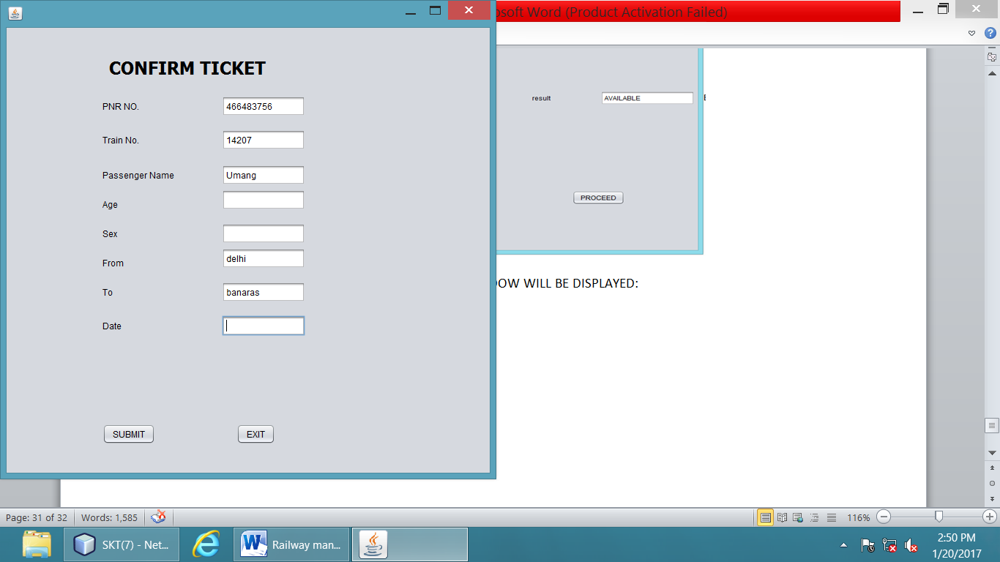 osoft Word (Product Activation Failed)
CONFIRM TICKET
PNR NO. 466483756
Train No. 14207
Passenger Name Umang
Age
Sex
From delhi
To banaras
Date
SUBMIT EXIT
result AVAILABLE
PROCEED
OW WILL BE DISPLAYED:
Page: 31 of 32 Words: 1,585 116%
SKT(7) - Net... Railway man... 2:50 PM
1/20/2017